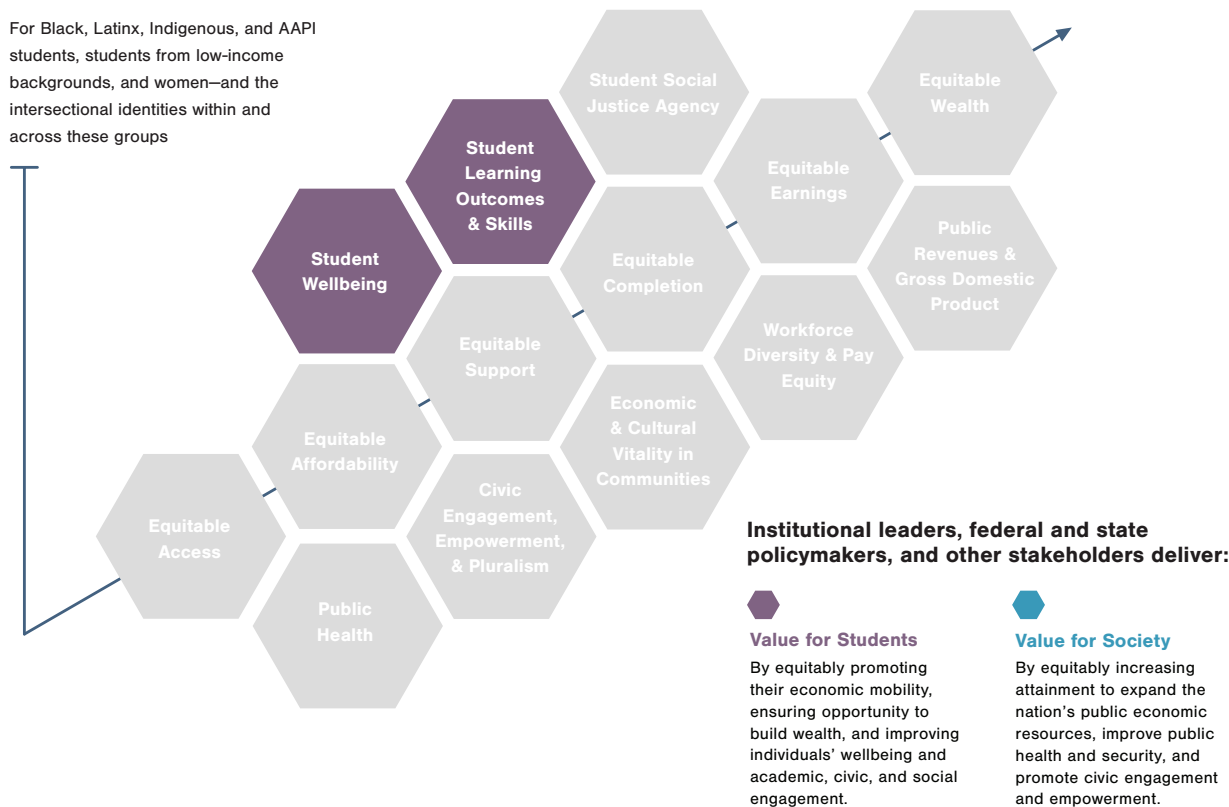 For Black, Latinx, Indigenous, and AAPI
students, students from low-income
backgrounds, and women—and the
intersectional identities within and
across these groups
Student Social
Justice Agency
Equitable
Wealth
Student
Learning
Outcomes
& Skills
Equitable
Earnings
Student
Wellbeing
Equitable
Completion
Public
Revenues &
Gross Domestic
Product
Equitable
Support
Workforce
Diversity & Pay
Equity
Equitable
Affordability
Economic
& Cultural
Vitality in
Communities
Equitable
Access
Civic
Engagement,
Empowerment,
& Pluralism
Public
Health
Institutional leaders, federal and state
policymakers, and other stakeholders deliver:
Value for Students
By equitably promoting
their economic mobility,
ensuring opportunity to
build wealth, and improving
individuals' wellbeing and
academic, civic, and social
engagement.
Value for Society
By equitably increasing
attainment to expand the
nation's public economic
resources, improve public
health and security, and
promote civic engagement
and empowerment.